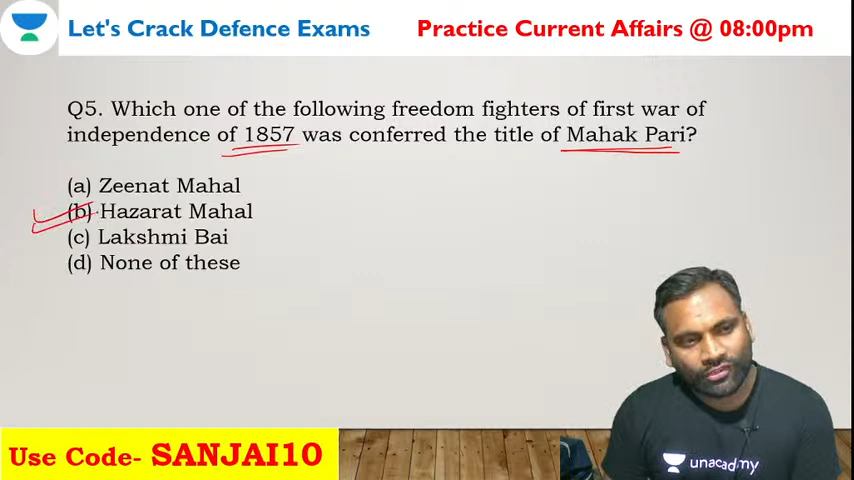 Let's Crack Defence Exams
Practice Current Affairs @ 08:00pm
Q5. Which one of the following freedom fighters of first war of
independence of 1857 was conferred the title of Mahak Pari?
(a) Zeenat Mahal
(b) Hazarat Mahal
(c) Lakshmi Bai
(d) None of these
unacademy
Use Code- SANJAI10